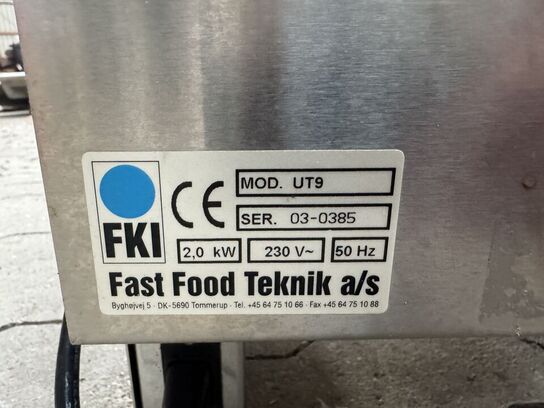 FKI
CE
MOD. UT9
SER. 03-0385
2,0 kW 230 V~ 50 Hz
Fast Food Teknik a/s
Byghøjvej 5 · DK-5690 Tommerup · Tel. +45 64 75 10 66 · Fax +45 64 75 10 88